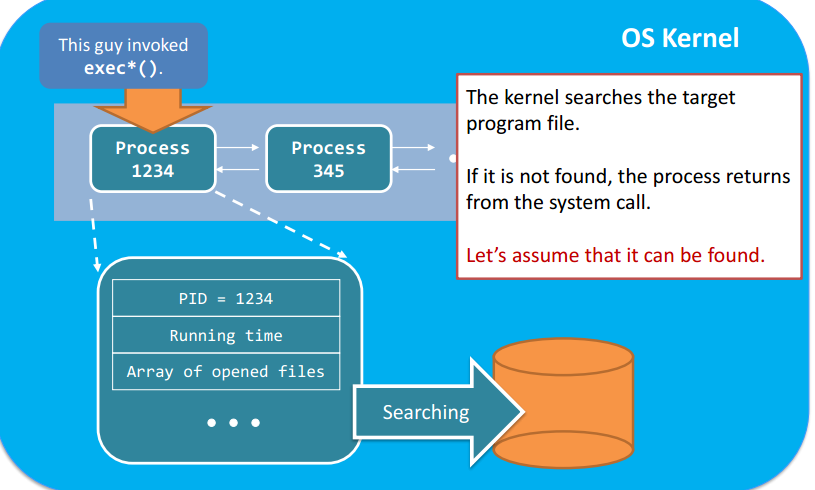 OS Kernel
This guy invoked
exec*().
The kernel searches the target
program file.
If it is not found, the process returns
from the system call.
Let's assume that it can be found.
Process
1234
Process
345
PID = 1234
Running time
Array of opened files
Searching